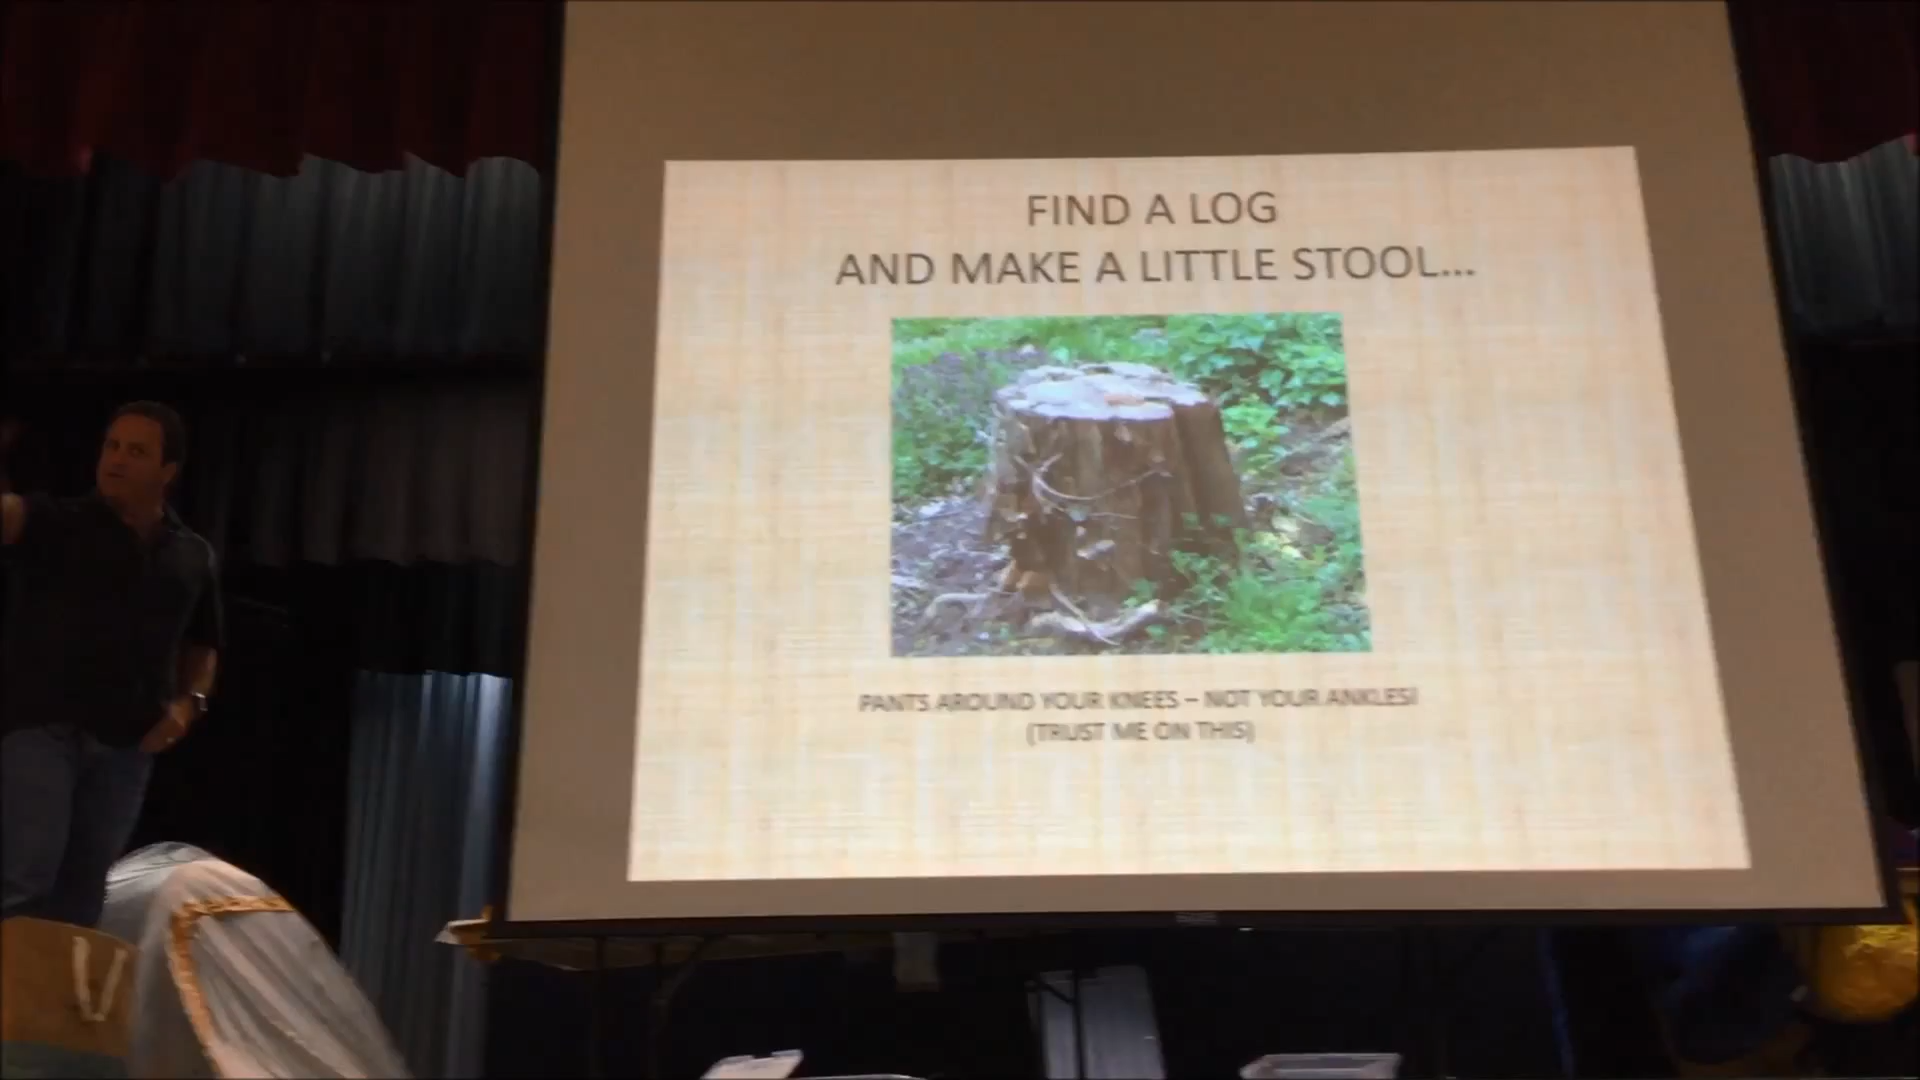 FIND A LOG
AND MAKE A LITTLE STOOL...
PANTS AROUND YOUR KNEES – NOT YOUR ANKLES!
(TRUST ME ON THIS)